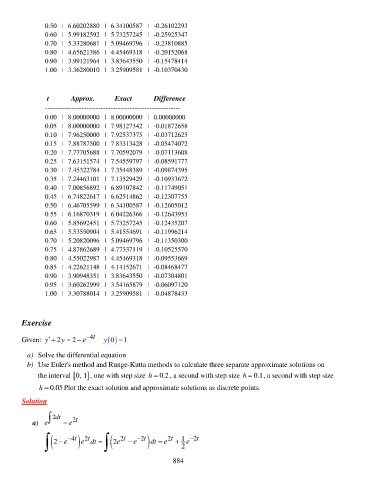 0.50 | 6.60202880 | 6.34100587 | -0.26102293
0.60 | 5.99182592 | 5.73257245 | -0.25925347
0.70 | 5.33280681 | 5.09469796 | -0.23810885
0.80 | 4.65621386 | 4.45469318 | -0.20152068
0.90 | 3.99121964 | 3.83643550 | -0.15478414
1.00 | 3.36280010 | 3.25909581 | -0.10370430
t Approx. Exact Difference
------------------------------------------------------
0.00 | 8.00000000 | 8.00000000 | 0.00000000
0.05 | 8.00000000 | 7.98127342 | -0.01872658
0.10 | 7.96250000 | 7.92537375 | -0.03712625
0.15 | 7.88787500 | 7.83313428 | -0.05474072
0.20 | 7.77705688 | 7.70592079 | -0.07113608
0.25 | 7.63151574 | 7.54559797 | -0.08591777
0.30 | 7.45322784 | 7.35448389 | -0.09874395
0.35 | 7.24463101 | 7.13529429 | -0.10933672
0.40 | 7.00856892 | 6.89107842 | -0.11749051
0.45 | 6.74822617 | 6.62514862 | -0.12307755
0.50 | 6.46705599 | 6.34100587 | -0.12605012
0.55 | 6.16870319 | 6.04226366 | -0.12643953
0.60 | 5.85692451 | 5.73257245 | -0.12435207
0.65 | 5.53550904 | 5.41554691 | -0.11996214
0.70 | 5.20820096 | 5.09469796 | -0.11350300
0.75 | 4.87862689 | 4.77337119 | -0.10525570
0.80 | 4.55022987 | 4.45469318 | -0.09553669
0.85 | 4.22621148 | 4.14152671 | -0.08468477
0.90 | 3.90948351 | 3.83643550 | -0.07304801
0.95 | 3.60262999 | 3.54165879 | -0.06097120
1.00 | 3.30788014 | 3.25909581 | -0.04878433
Exercise
Given: y′ + 2y = 2 − e^{−4t} y(0) = 1
a) Solve the differential equation
b) Use Euler's method and Runge-Kutta methods to calculate three separate approximate solutions on
the interval [0, 1], one with step size h = 0.2, a second with step size h = 0.1, a second with step size
h = 0.05 Plot the exact solution and approximate solutions as discrete points.
Solution
a) e^{∫2dt} = e^{2t}
∫(2 − e^{−4t})e^{2t}dt = ∫(2e^{2t} − e^{−2t})dt = e^{2t} + ½e^{−2t}
884